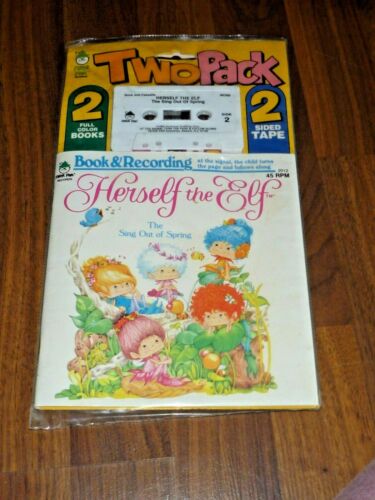 TWO Pack
2
FULL
COLOR
BOOKS
2
SIDED
TAPE
HERSELF THE ELF
The Sing Out Of Spring
SIDE
2
Book & Recording
at the signal, the child turns
the page and follows along
45 RPM
Herself the Elf
The
Sing Out of Spring